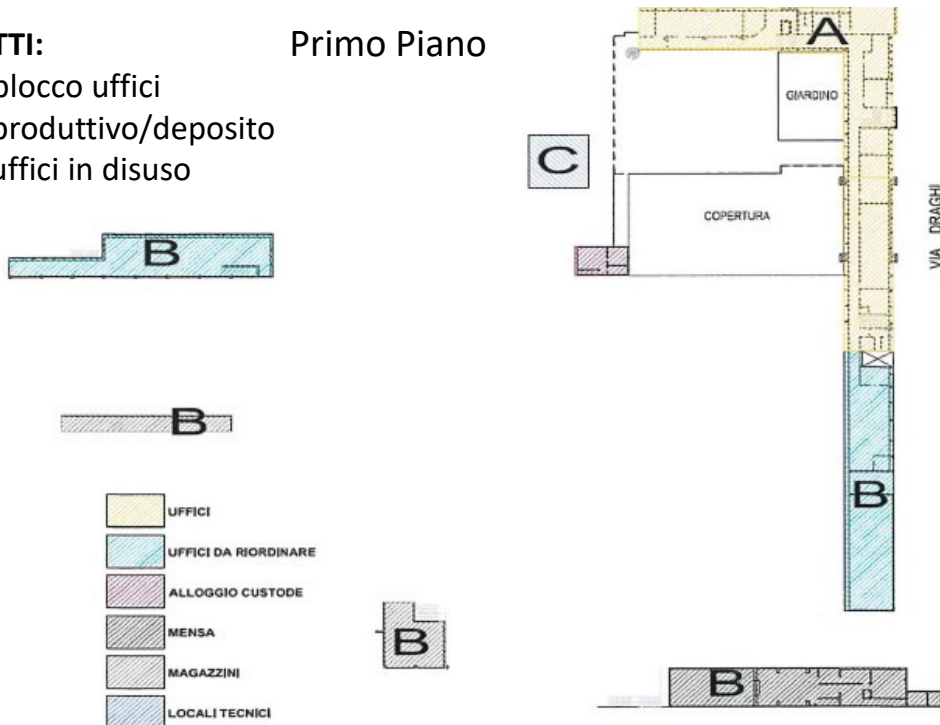 TTI:
Primo Piano
blocco uffici
produttivo/deposito
uffici in disuso
A
GIARDINO
C
COPERTURA
VIA DRAGHI
B
B
B
B
B
UFFICI
UFFICI DA RIORDINARE
ALLOGGIO CUSTODE
MENSA
MAGAZZINI
LOCALI TECNICI